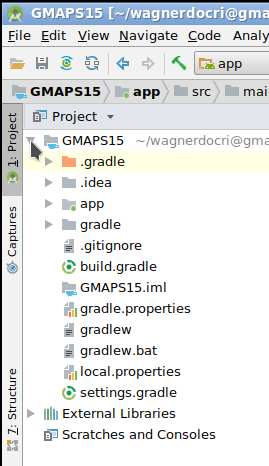 GMAPS15 [~/wagnerdocri@gma
File Edit View Navigate Code Analy
app
GMAPS15 app src mai
Project
1: Project
GMAPS15 ~/wagnerdocri@gma
.gradle
.idea
app
gradle
.gitignore
build.gradle
GMAPS15.iml
gradle.properties
gradlew
gradlew.bat
local.properties
settings.gradle
External Libraries
Scratches and Consoles
Captures
7: Structure